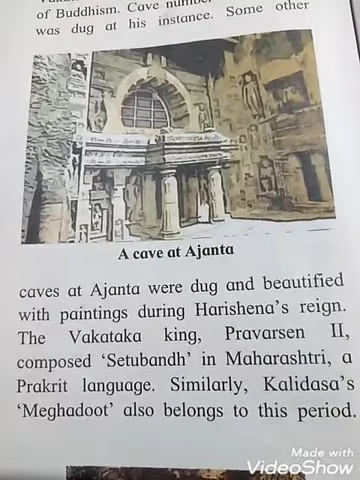 of Buddhism. Cave number
was dug at his instance. Some other
A cave at Ajanta
caves at Ajanta were dug and beautified
with paintings during Harishena's reign.
The Vakataka king, Pravarsen II,
composed 'Setubandh' in Maharashtri, a
Prakrit language. Similarly, Kalidasa's
'Meghadoot' also belongs to this period.
Made with
VideoShow